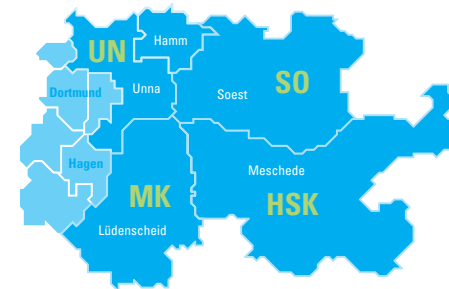 Hamm
UN
Dortmund
Unna
Soest
SO
Hagen
Meschede
MK
HSK
Lüdenscheid